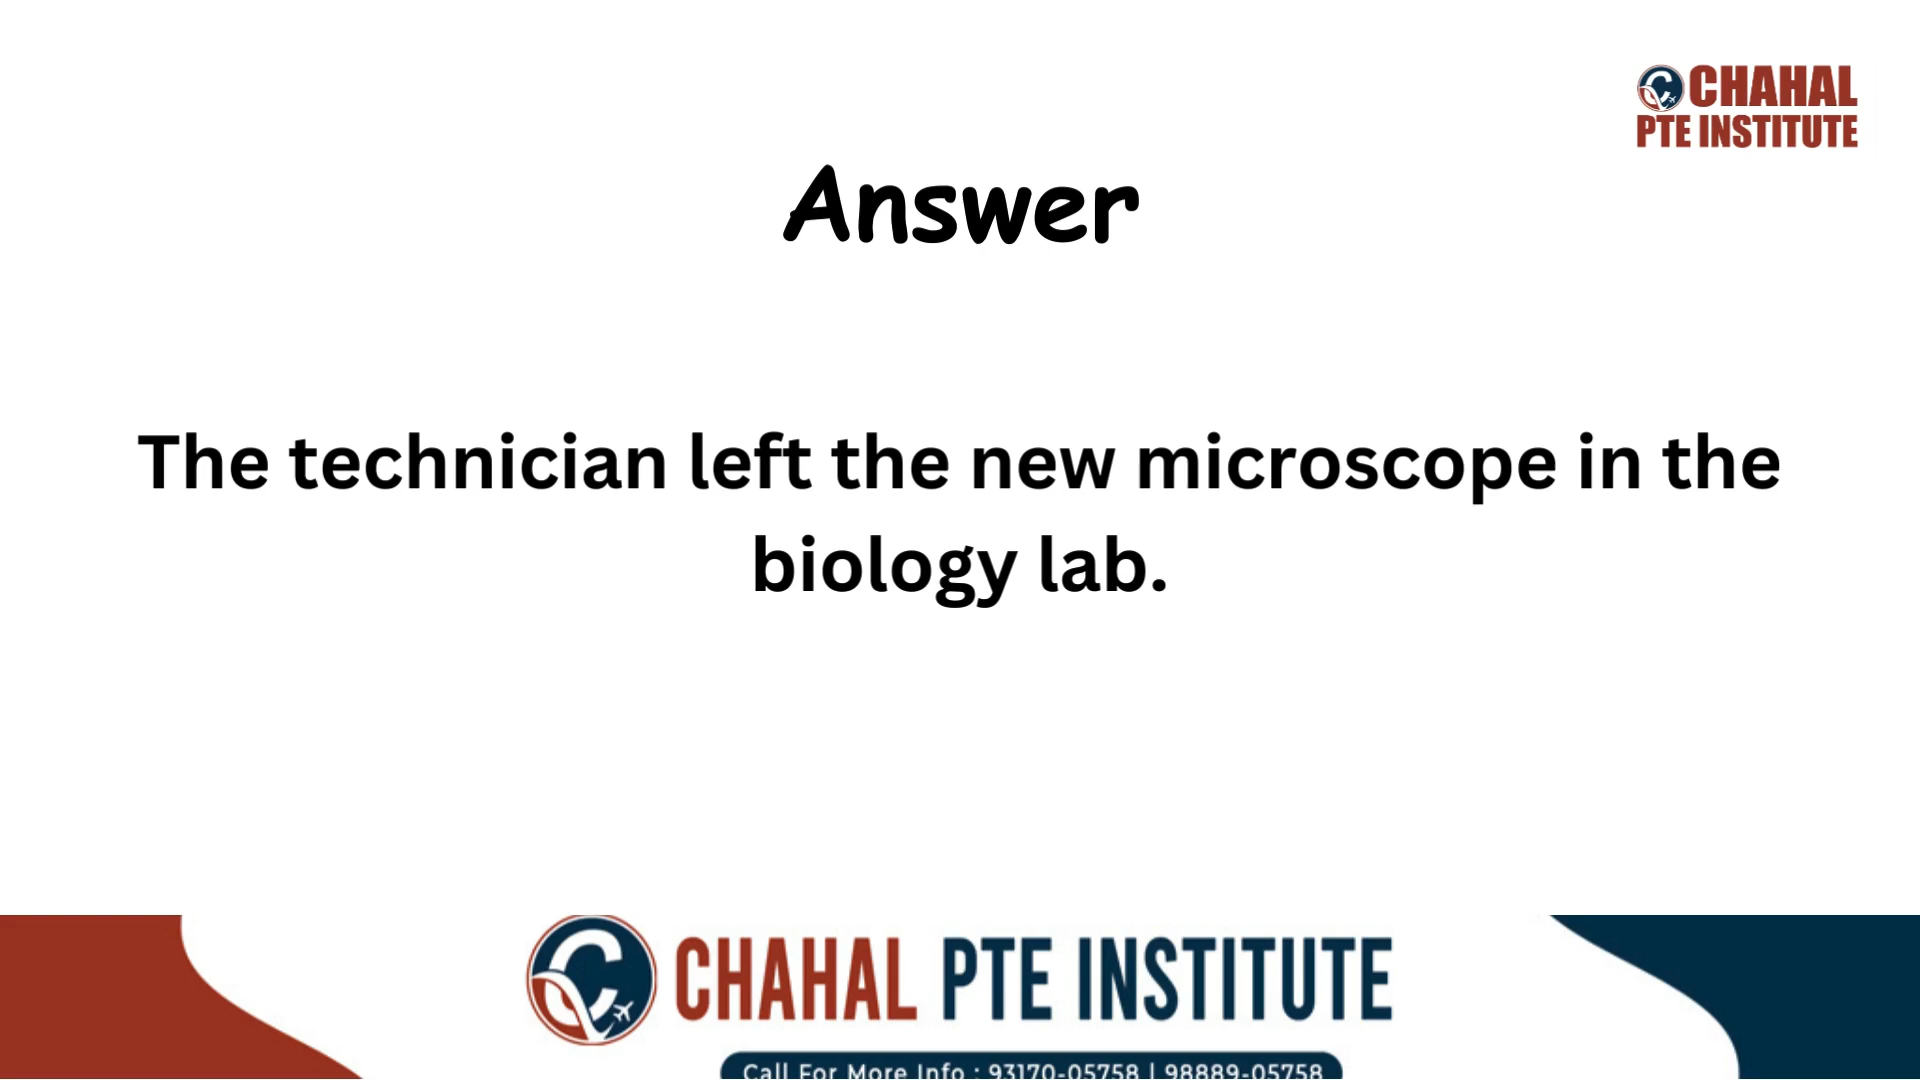 CHAHAL
PTE INSTITUTE
Answer
The technician left the new microscope in the
biology lab.
CHAHAL PTE INSTITUTE
Call For More Info : 93170-05758 | 98889-05758